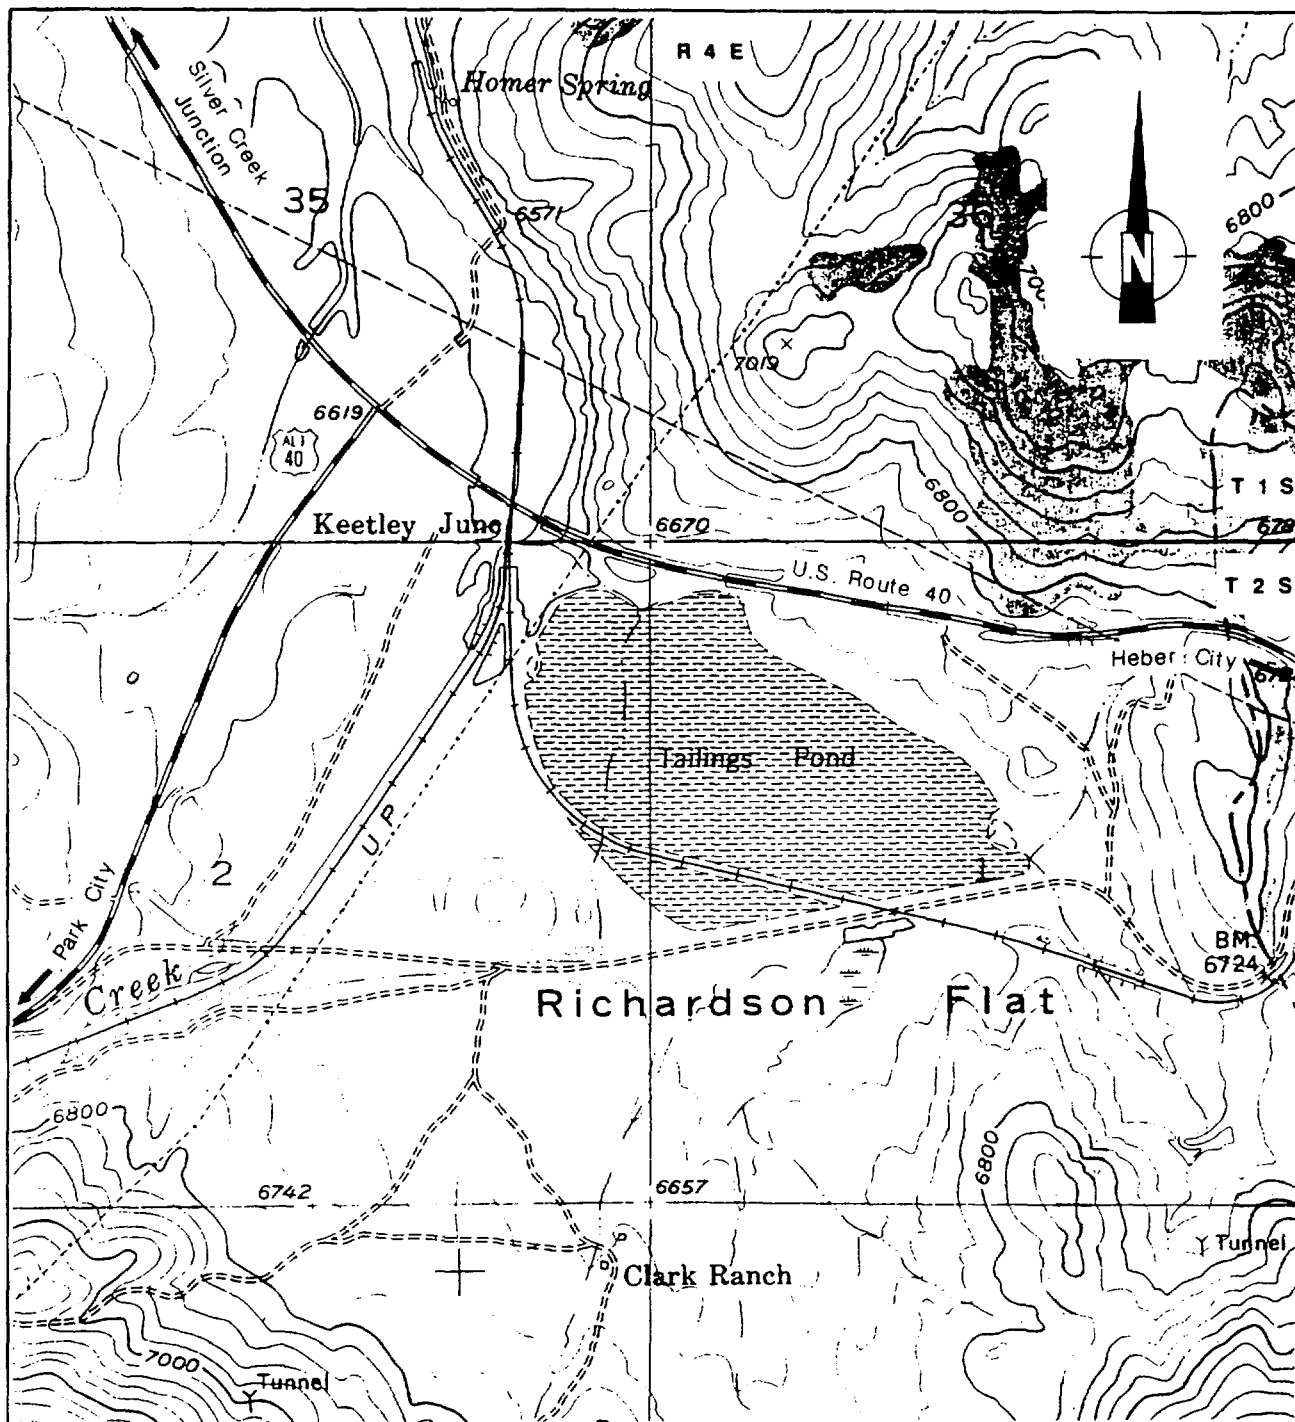 R 4 E
Silver Creek
Junction
Homer Spring
35
6571
36
6800
N
7019
6619
ALT
40
6800
T 1 S
Keetley Junc
6670
U.S. Route 40
T 2 S
Heber City
Tailings Pond
U P
2
1
Park City
BM
6724
Creek
Richardson Flat
6800
6800
6742
6657
Tunnel
Clark Ranch
7000
Tunnel